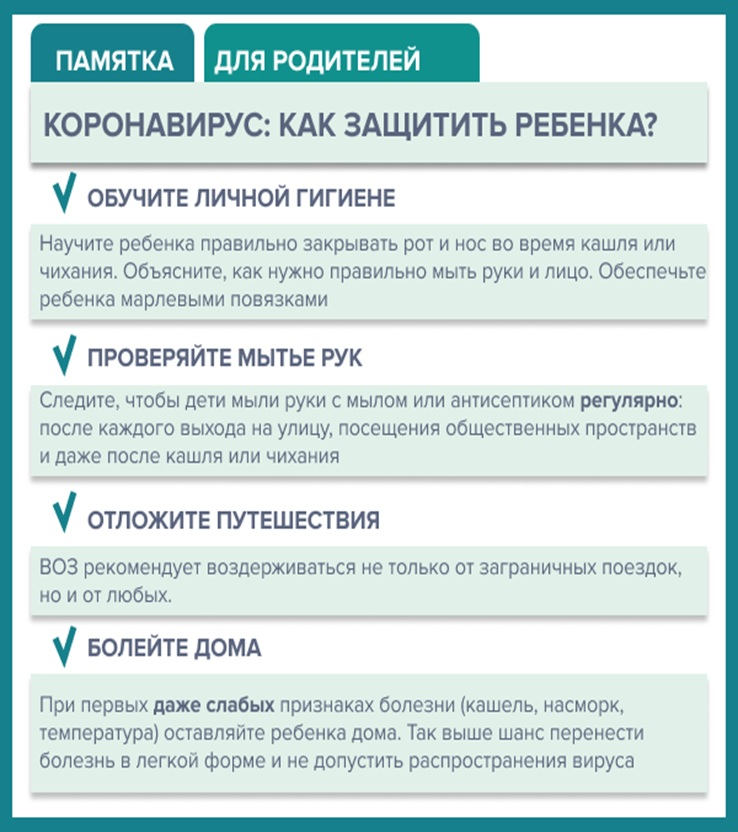 ПАМЯТКА
ДЛЯ РОДИТЕЛЕЙ
КОРОНАВИРУС: КАК ЗАЩИТИТЬ РЕБЕНКА?
ОБУЧИТЕ ЛИЧНОЙ ГИГИЕНЕ
Научите ребенка правильно закрывать рот и нос во время кашля или
чихания. Объясните, как нужно правильно мыть руки и лицо. Обеспечьте
ребенка марлевыми повязками
ПРОВЕРЯЙТЕ МЫТЬЕ РУК
Следите, чтобы дети мыли руки с мылом или антисептиком регулярно:
после каждого выхода на улицу, посещения общественных пространств
и даже после кашля или чихания
ОТЛОЖИТЕ ПУТЕШЕСТВИЯ
ВОЗ рекомендует воздерживаться не только от заграничных поездок,
но и от любых.
БОЛЕЙТЕ ДОМА
При первых даже слабых признаках болезни (кашель, насморк,
температура) оставляйте ребенка дома. Так выше шанс перенести
болезнь в легкой форме и не допустить распространения вируса